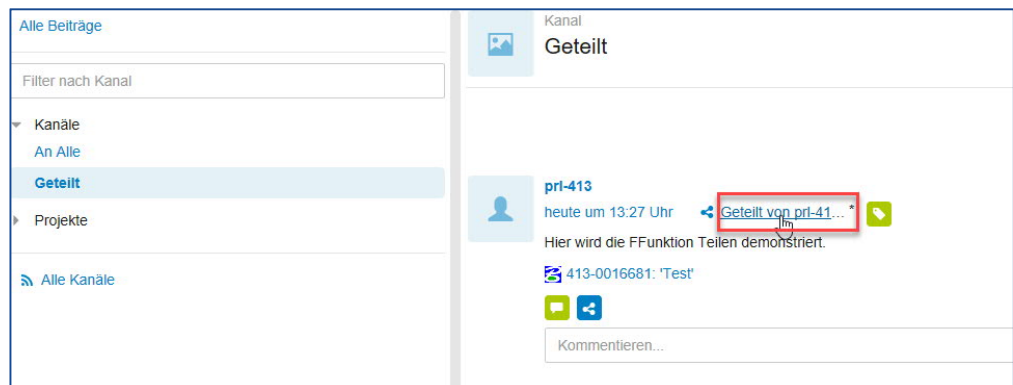 Alle Beiträge
Filter nach Kanal
Kanäle
An Alle
Geteilt
Projekte
Alle Kanäle
Kanal
Geteilt
prl-413
heute um 13:27 Uhr Geteilt von prl-41... *
Hier wird die FFunktion Teilen demonstriert.
413-0016681: 'Test'
Kommentieren...